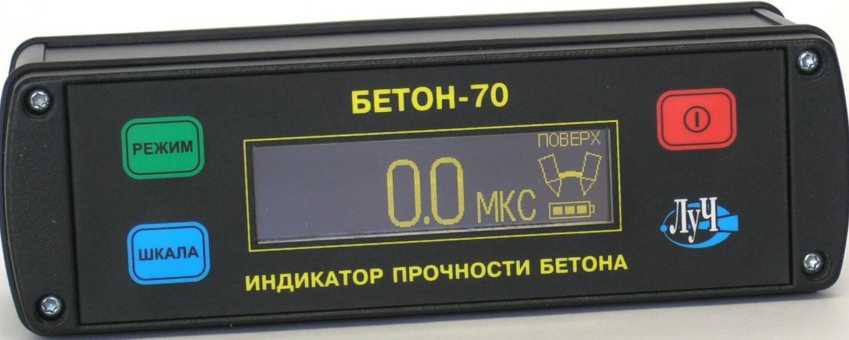 БЕТОН-70
РЕЖИМ
ПОВЕРХ
0.0 МКС
ШКАЛА
ЛуЧ
ИНДИКАТОР ПРОЧНОСТИ БЕТОНА